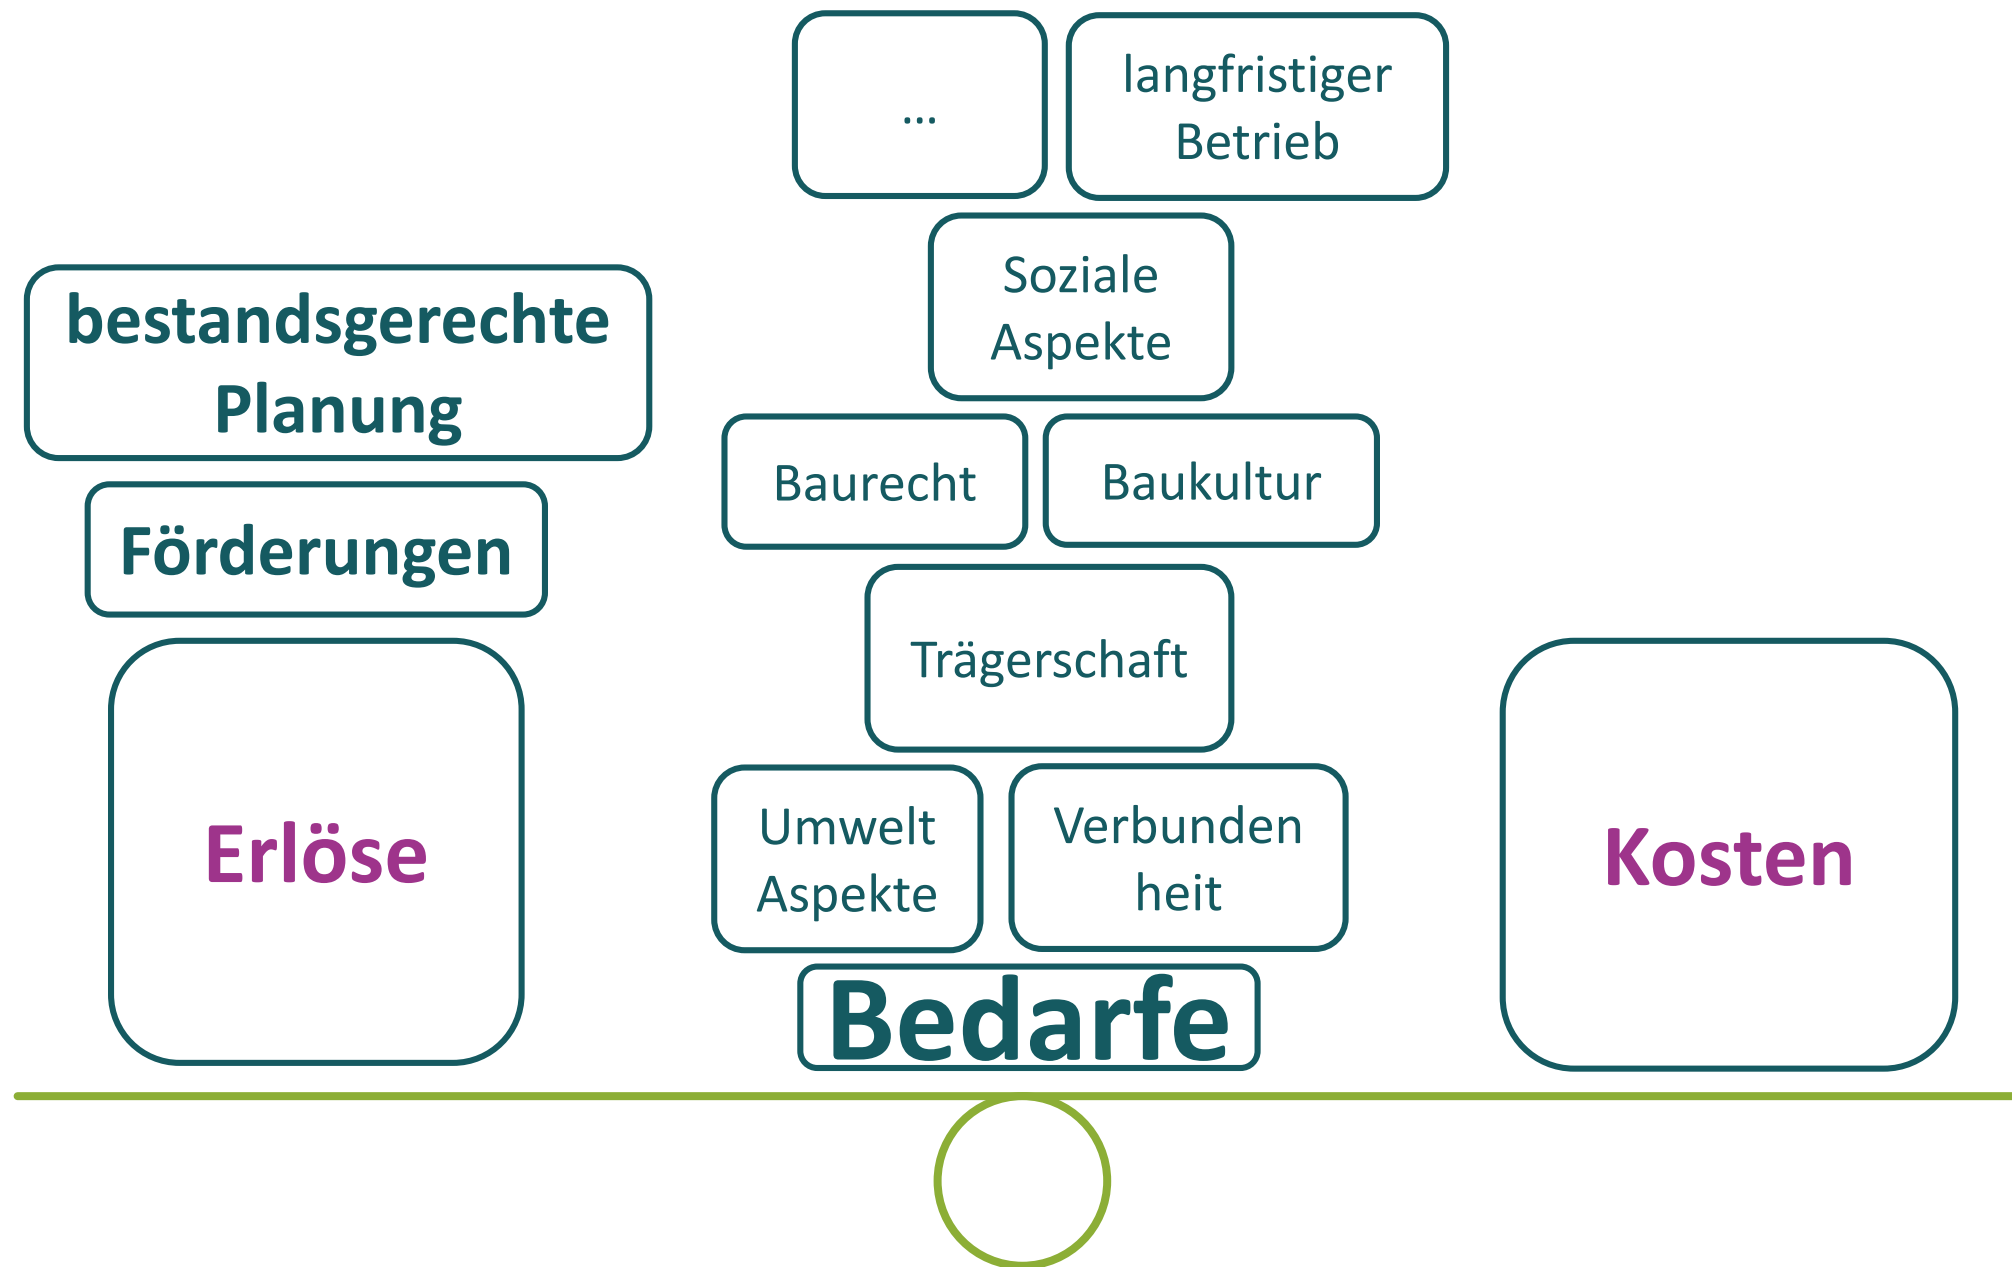 ...
langfristiger
Betrieb
Soziale
Aspekte
bestandsgerechte
Planung
Baurecht
Baukultur
Förderungen
Trägerschaft
Umwelt
Aspekte
Verbunden
heit
Erlöse
Kosten
Bedarfe